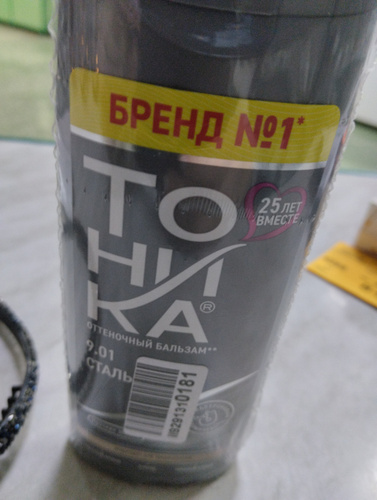 БРЕНД №1*
ТО
НИ
КА®
25 ЛЕТ
ВМЕСТЕ
ОТТЕНОЧНЫЙ БАЛЬЗАМ**
9.01
СТАЛЬ